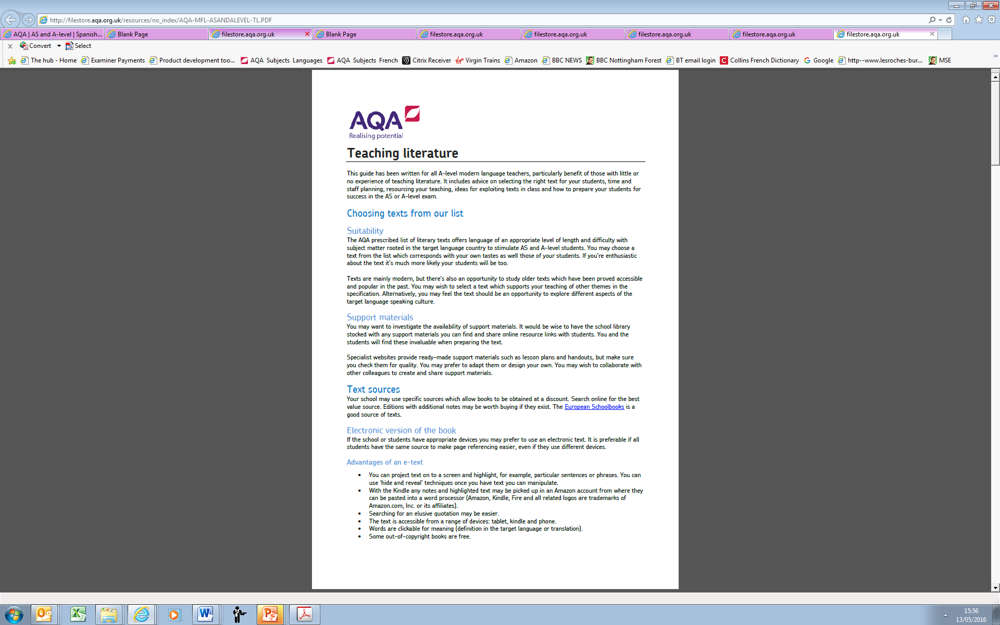 http://filestore.aqa.org.uk/resources/no_index/AQA-MFL-ASANDALEVEL-TL.PDF
AQA | AS and A-level | Spanish... Blank Page filestore.aqa.org.uk Blank Page filestore.aqa.org.uk filestore.aqa.org.uk filestore.aqa.org.uk filestore.aqa.org.uk filestore.aqa.org.uk
Convert Select
The hub - Home Examiner Payments Product development too... AQA Subjects Languages AQA Subjects French Citrix Receiver Virgin Trains Amazon BBC NEWS BBC Nottingham Forest BT email login Collins French Dictionary Google http--www.lesroches-bur... MSE
AQA
Realising potential
Teaching literature
This guide has been written for all A-level modern language teachers, particularly benefit of those with little or
no experience of teaching literature. It includes advice on selecting the right text for your students, time and
staff planning, resourcing your teaching, ideas for exploiting texts in class and how to prepare your students for
success in the AS or A-level exam.
Choosing texts from our list
Suitability
The AQA prescribed list of literary texts offers language of an appropriate level of length and difficulty with
subject matter rooted in the target language country to stimulate AS and A-level students. You may choose a
text from the list which corresponds with your own tastes as well those of your students. If you're enthusiastic
about the text it's much more likely your students will be too.
Texts are mainly modern, but there's also an opportunity to study older texts which have been proved accessible
and popular in the past. You may wish to select a text which supports your teaching of other themes in the
specification. Alternatively, you may feel the text should be an opportunity to explore different aspects of the
target language speaking culture.
Support materials
You may want to investigate the availability of support materials. It would be wise to have the school library
stocked with any support materials you can find and share online resource links with students. You and the
students will find these invaluable when preparing the text.
Specialist websites provide ready-made support materials such as lesson plans and handouts, but make sure
you check them for quality. You may prefer to adapt them or design your own. You may wish to collaborate with
other colleagues to create and share support materials.
Text sources
Your school may use specific sources which allow books to be obtained at a discount. Search online for the best
value source. Editions with additional notes may be worth buying if they exist. The European Schoolbooks is a
good source of texts.
Electronic version of the book
If the school or students have appropriate devices you may prefer to use an electronic text. It is preferable if all
students have the same source to make page referencing easier, even if they use different devices.
Advantages of an e-text
• You can project text on to a screen and highlight, for example, particular sentences or phrases. You can
use 'hide and reveal' techniques once you have text you can manipulate.
• With the Kindle any notes and highlighted text may be picked up in an Amazon account from where they
can be pasted into a word processor (Amazon, Kindle, Fire and all related logos are trademarks of
Amazon.com, Inc. or its affiliates).
• Searching for an elusive quotation may be easier.
• The text is accessible from a range of devices: tablet, kindle and phone.
• Words are clickable for meaning (definition in the target language or translation).
• Some out-of-copyright books are free.
15:56
13/05/2016